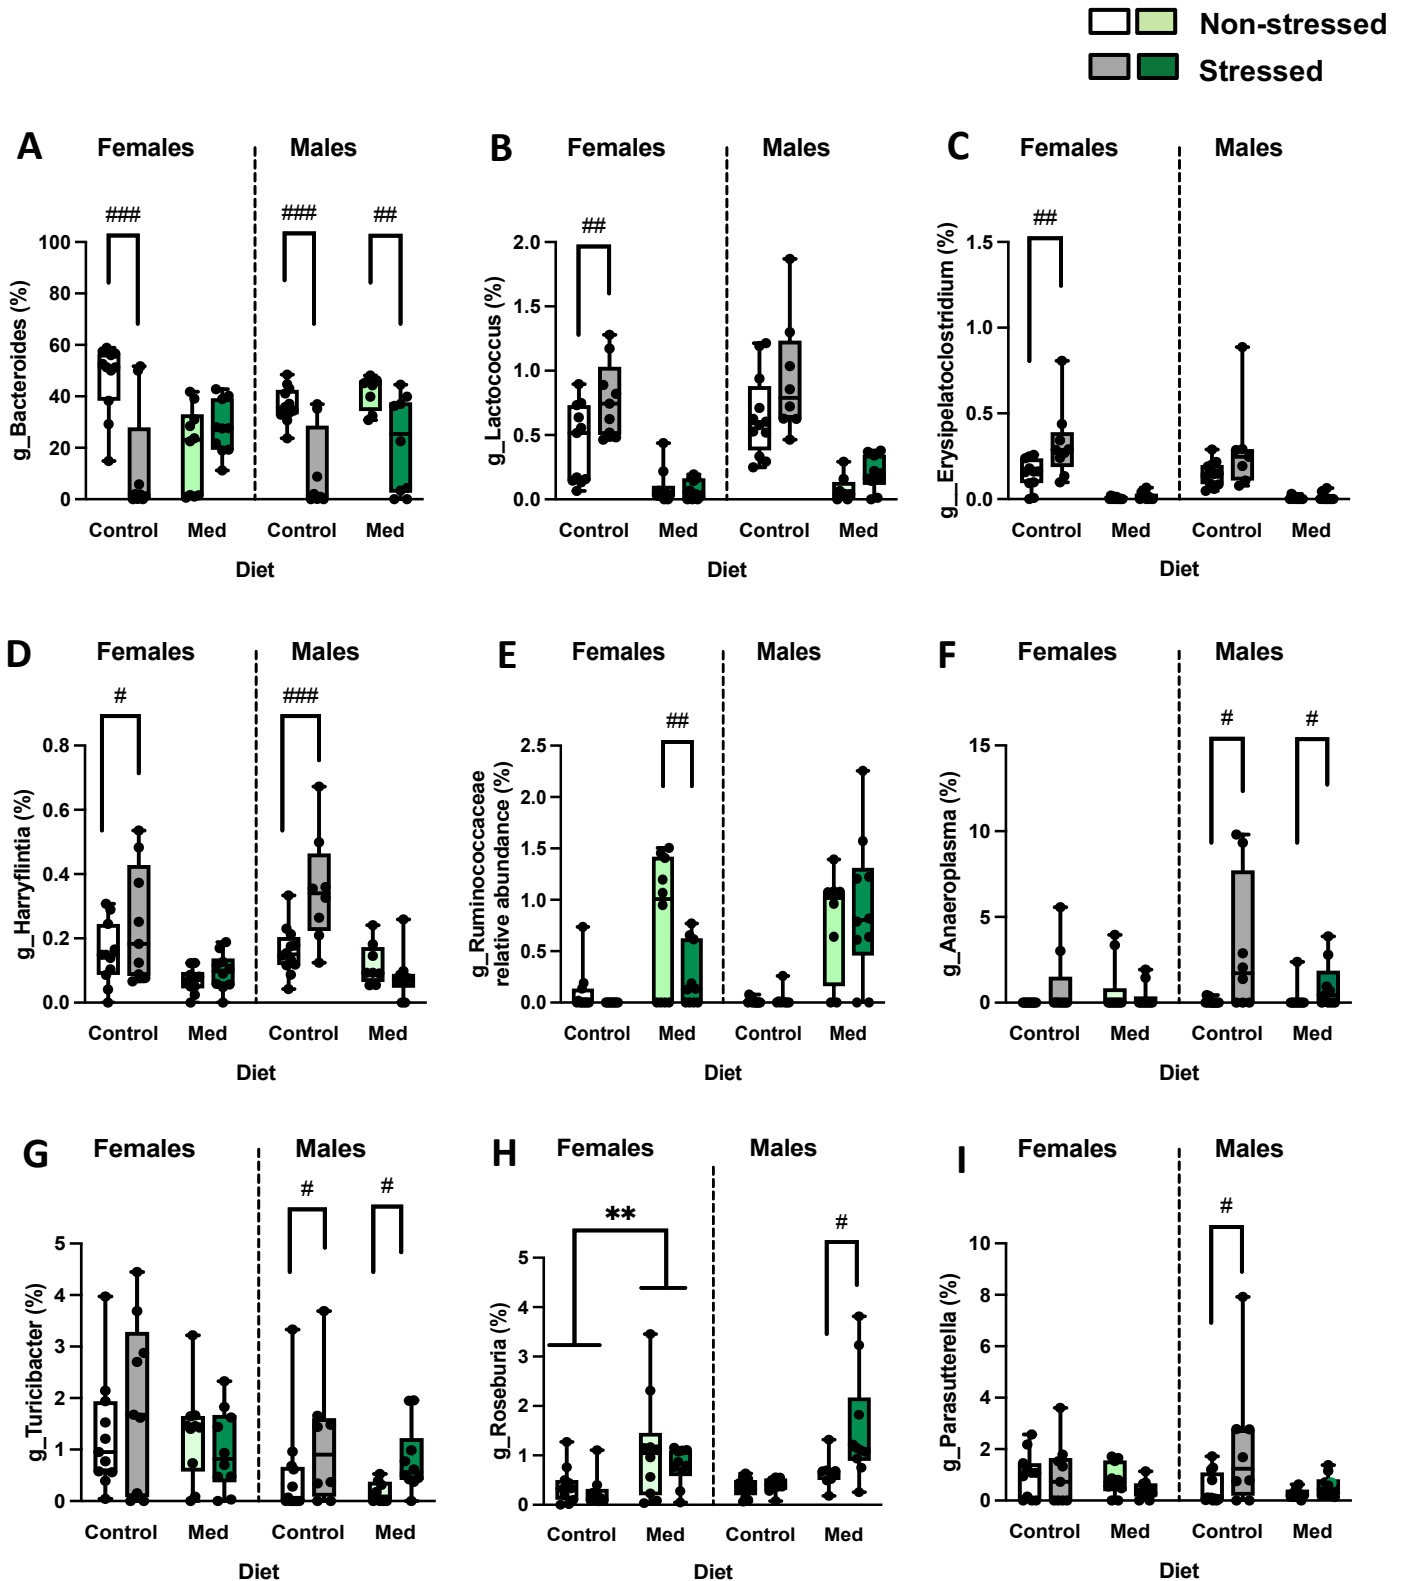 Non-stressed
Stressed
A
Females
Males
###
###
##
g_Bacteroides (%)
100
80
60
40
20
0
Control
Med
Control
Med
Diet
B
Females
Males
##
g_Lactococcus (%)
2.0
1.5
1.0
0.5
0.0
Control
Med
Control
Med
Diet
C
Females
Males
##
g__Erysipelatoclostridium (%)
1.5
1.0
0.5
0.0
Control
Med
Control
Med
Diet
D
Females
Males
#
###
g_Harryflintia (%)
0.8
0.6
0.4
0.2
0.0
Control
Med
Control
Med
Diet
E
Females
Males
##
g_Ruminococcaceae
relative abundance (%)
2.5
2.0
1.5
1.0
0.5
0.0
Control
Med
Control
Med
Diet
F
Females
Males
#
#
g_Anaeroplasma (%)
15
10
5
0
Control
Med
Control
Med
Diet
G
Females
Males
#
#
g_Turicibacter (%)
5
4
3
2
1
0
Control
Med
Control
Med
Diet
H
Females
Males
**
#
g_Roseburia (%)
5
4
3
2
1
0
Control
Med
Control
Med
Diet
I
Females
Males
#
g_Parasutterella (%)
10
8
6
4
2
0
Control
Med
Control
Med
Diet